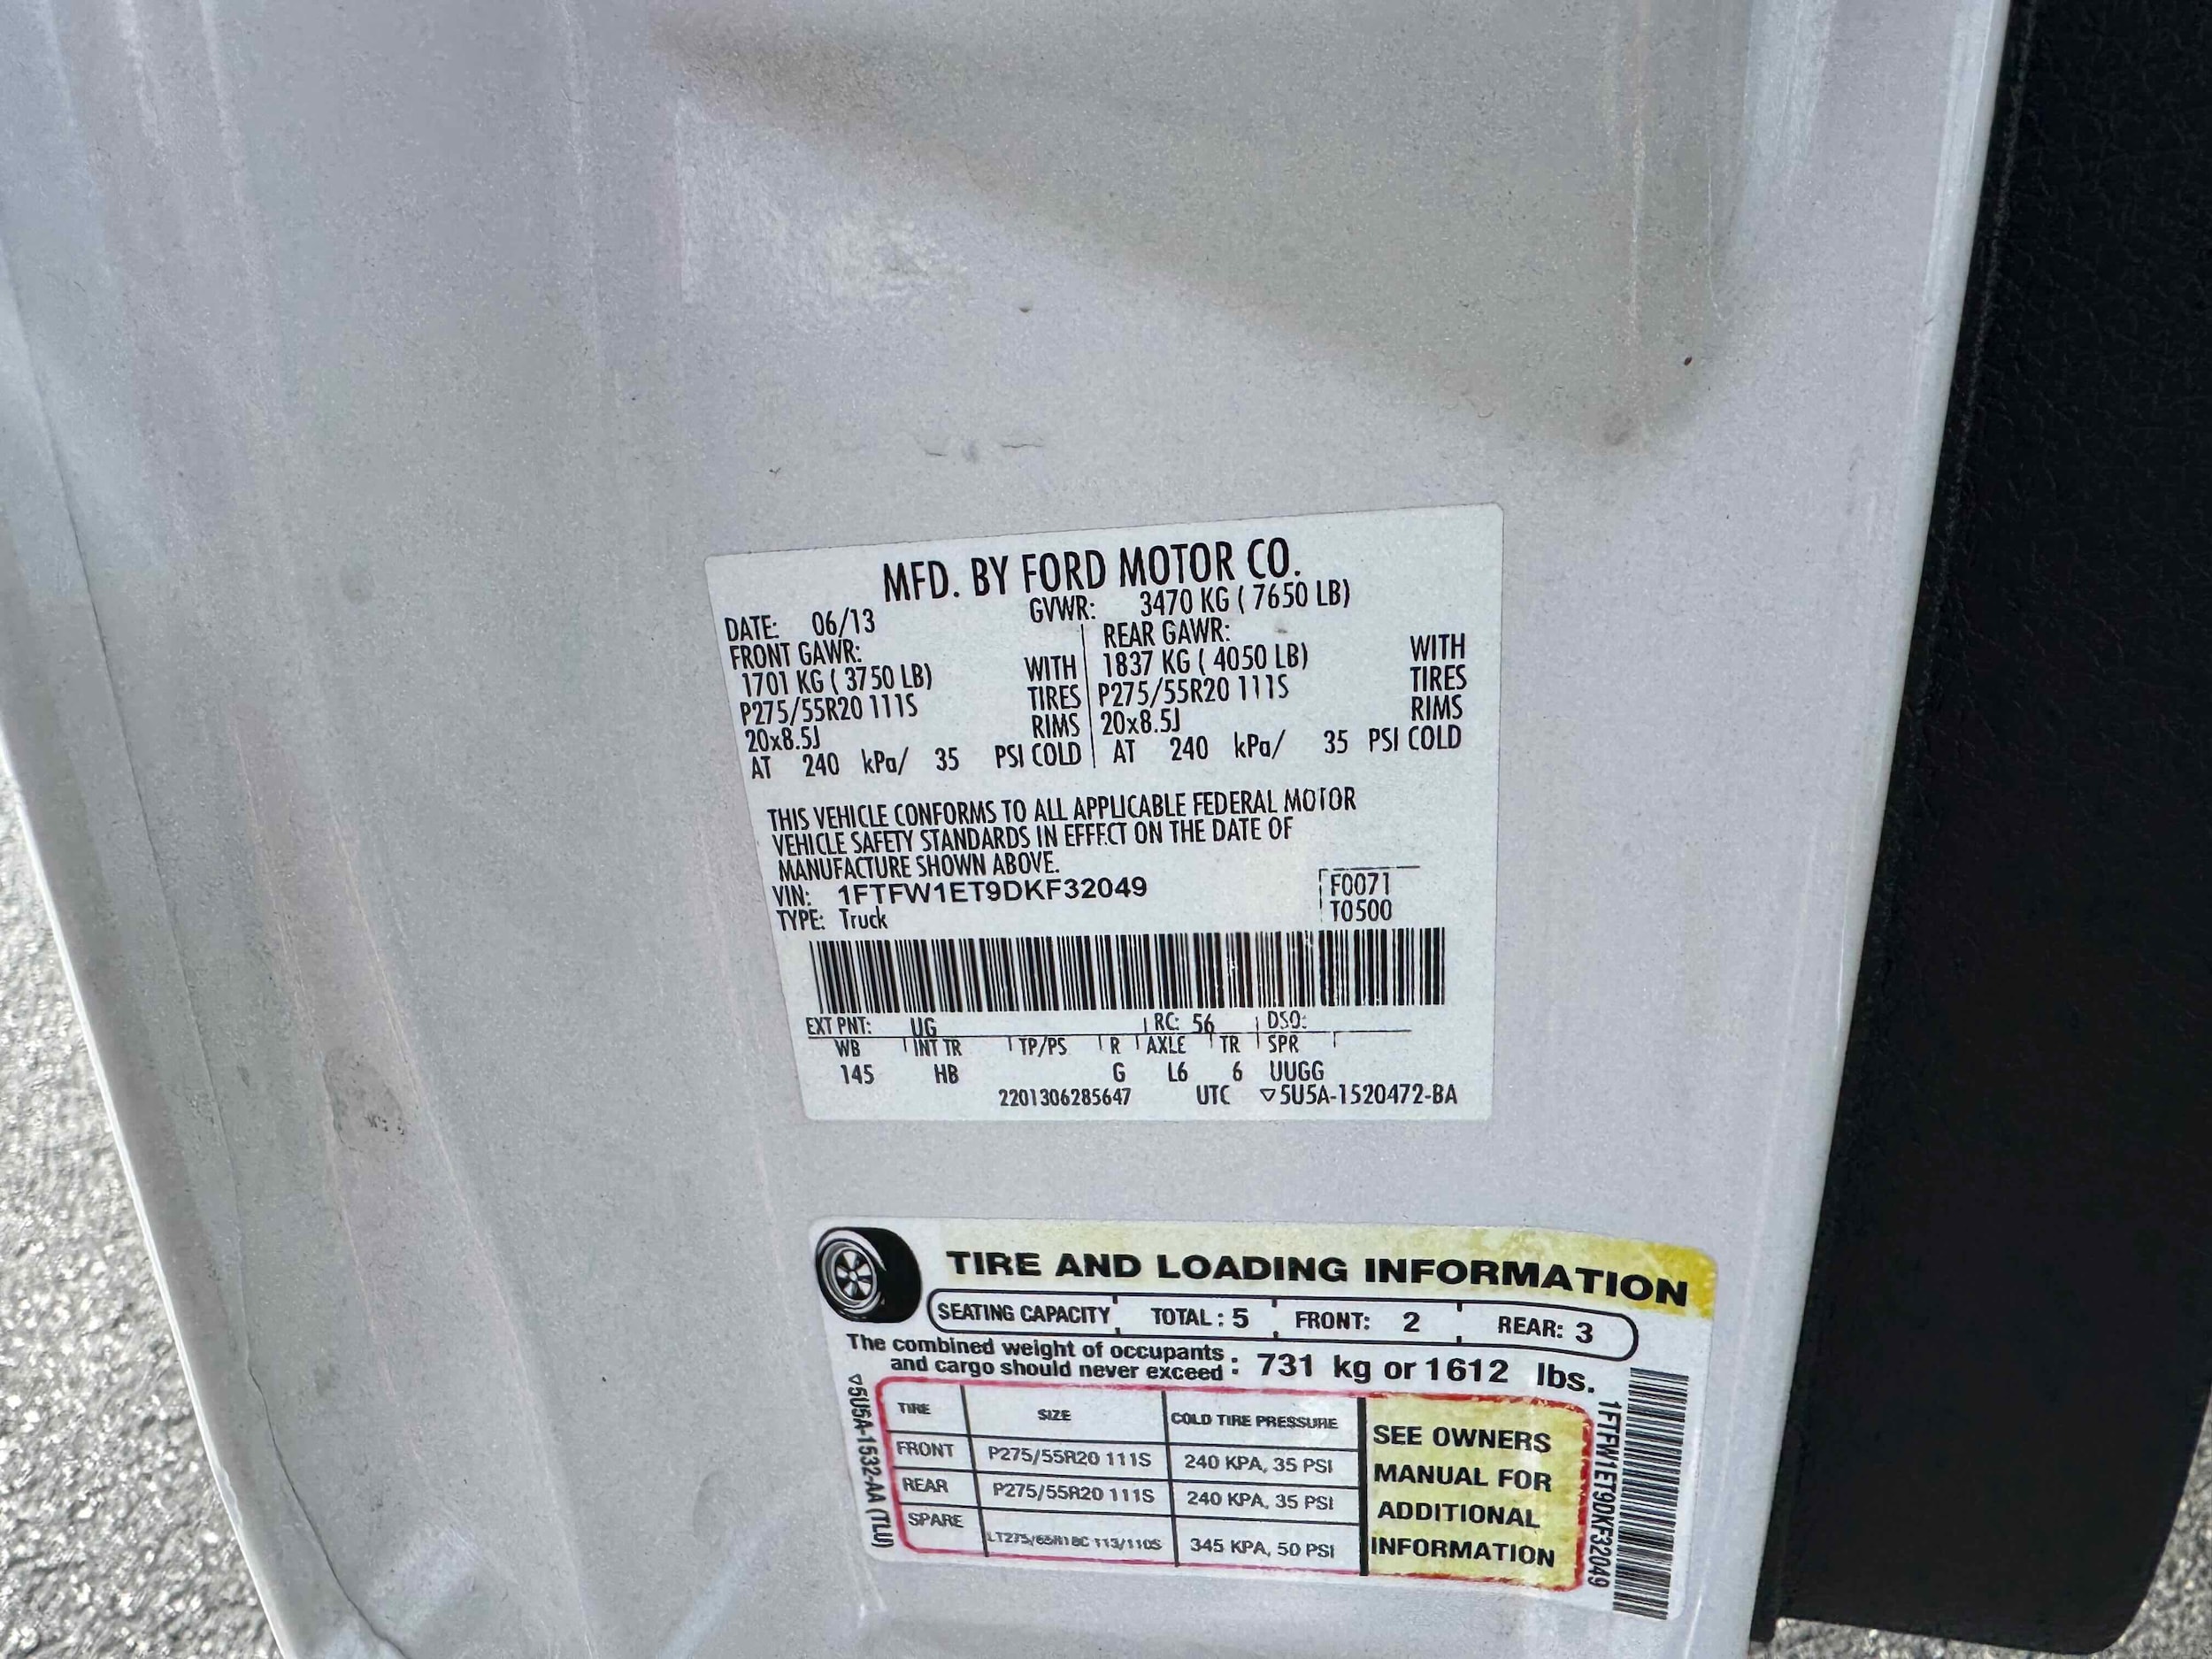 MFD. BY FORD MOTOR CO.
DATE: 06/13 GVWR: 3470 KG ( 7650 LB)
FRONT GAWR: REAR GAWR:
1701 KG ( 3750 LB) WITH 1837 KG ( 4050 LB) WITH
P275/55R20 111S TIRES P275/55R20 111S TIRES
20x8.5J RIMS 20x8.5J RIMS
AT 240 kPa/ 35 PSI COLD AT 240 kPa/ 35 PSI COLD
THIS VEHICLE CONFORMS TO ALL APPLICABLE FEDERAL MOTOR
VEHICLE SAFETY STANDARDS IN EFFECT ON THE DATE OF
MANUFACTURE SHOWN ABOVE.
VIN: 1FTFW1ET9DKF32049 F0071
TYPE: Truck T0500
EXT PNT: UG RC: 56 DSO:
WB INT TR TP/PS R AXLE TR SPR
145 HB G L6 6 UUGG
2201306285647 UTC ▽5U5A-1520472-BA
TIRE AND LOADING INFORMATION
SEATING CAPACITY TOTAL : 5 FRONT: 2 REAR: 3
The combined weight of occupants
and cargo should never exceed : 731 kg or 1612 lbs.
TIRE SIZE COLD TIRE PRESSURE
FRONT P275/55R20 111S 240 KPA, 35 PSI
REAR P275/55R20 111S 240 KPA, 35 PSI
SPARE LT275/65R18C 113/110S 345 KPA, 50 PSI
SEE OWNERS
MANUAL FOR
ADDITIONAL
INFORMATION
▽5U5A-1532-AA (TLU)
1FTFW1ET9DKF32049